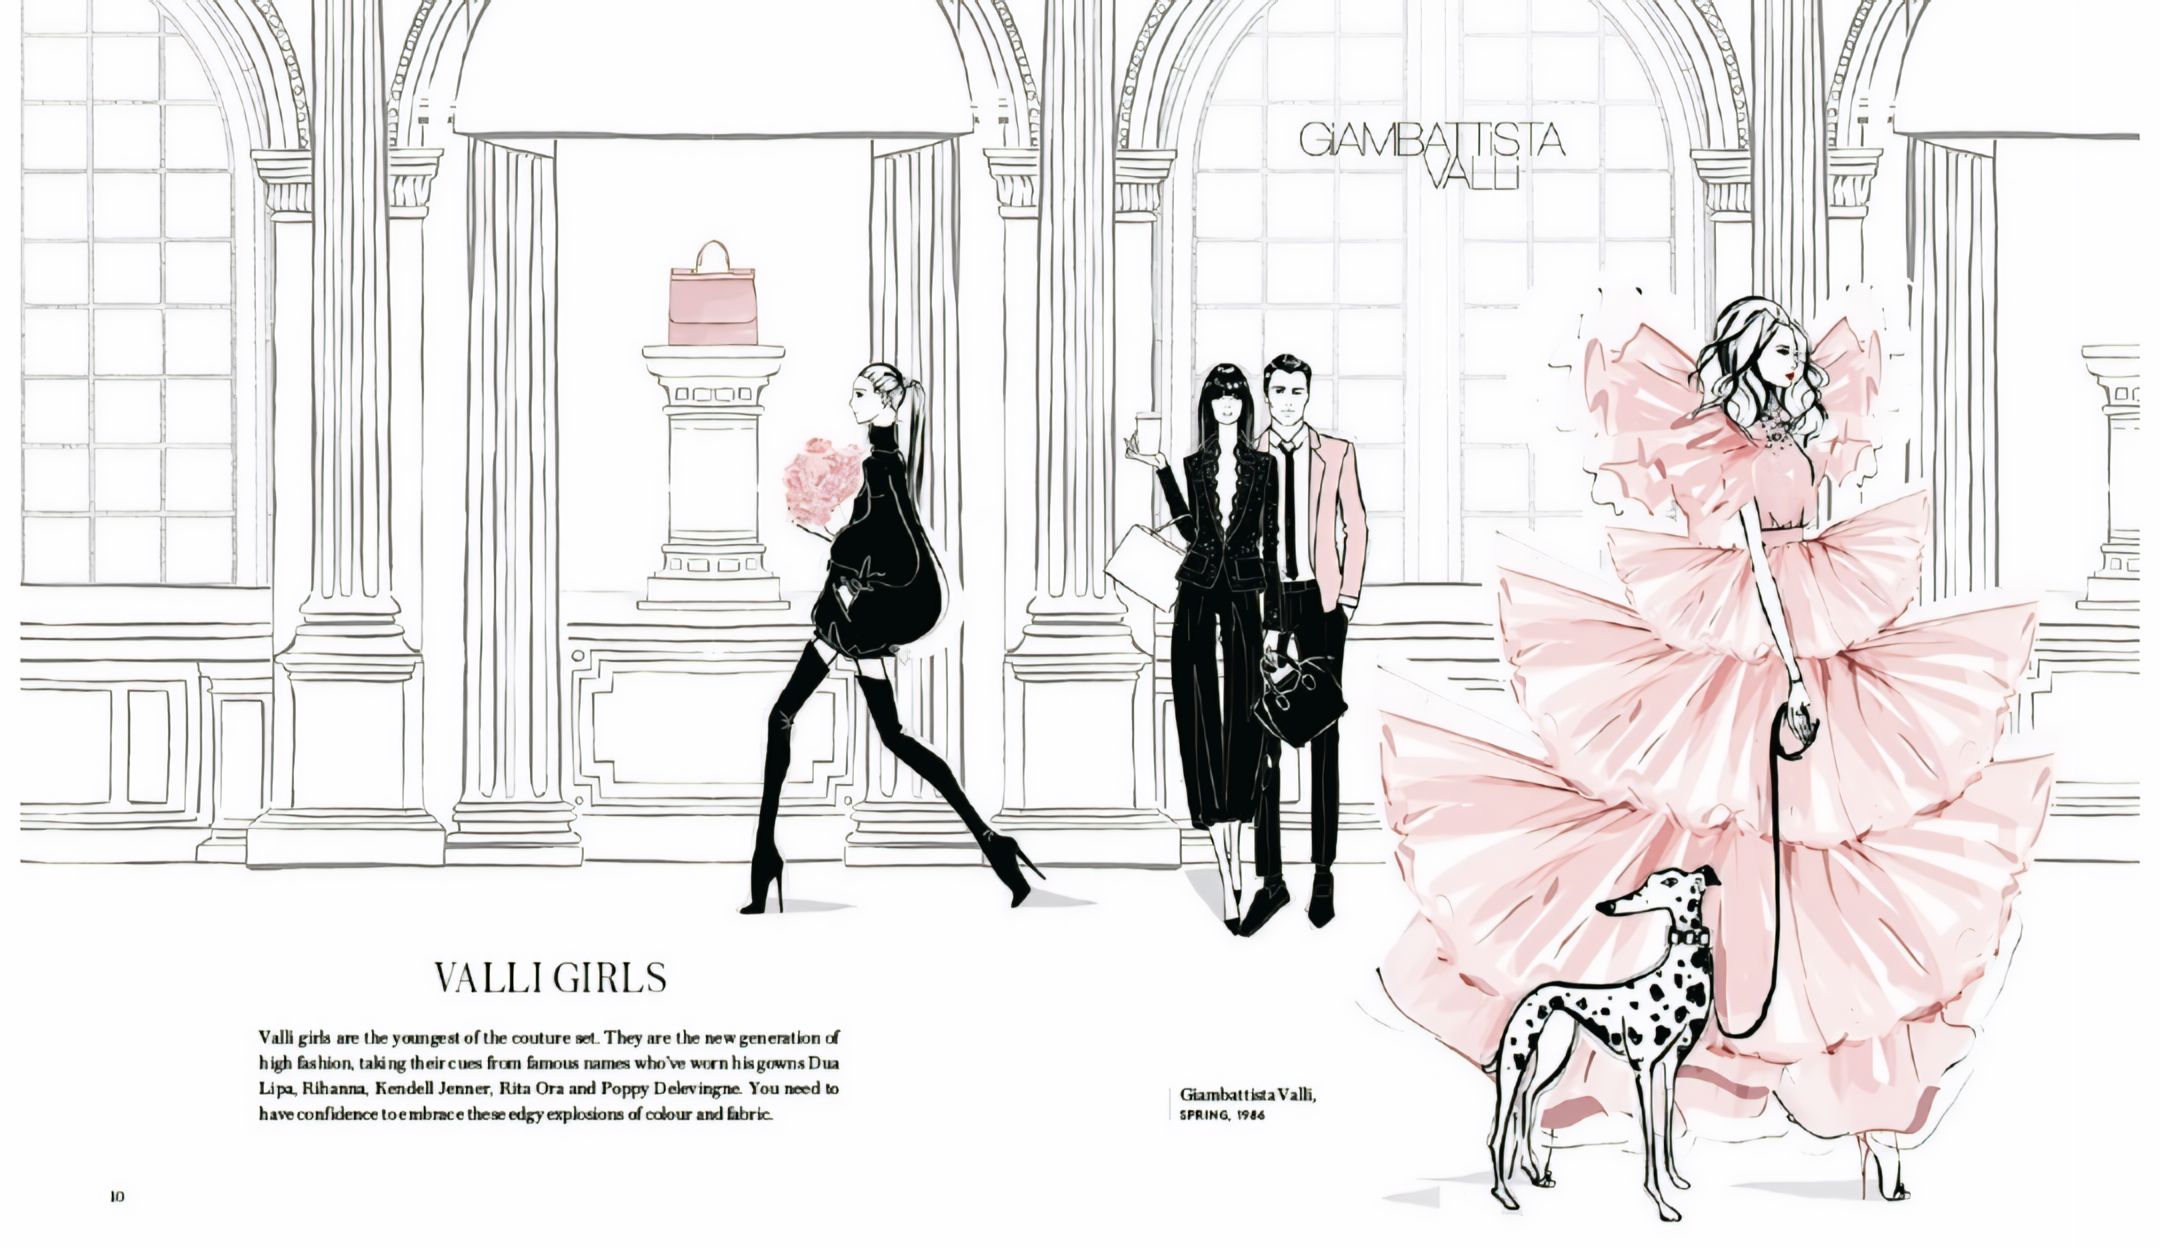 GiAMBATTiSTA
VALLi
VALLI GIRLS
Valli girls are the youngest of the couture set. They are the new generation of
high fashion, taking their cues from famous names who've worn his gowns Dua
Lipa, Rihanna, Kendell Jenner, Rita Ora and Poppy Delevingne. You need to
have confidence to embrace these edgy explosions of colour and fabric.
Giambattista Valli,
SPRING, 1986
10